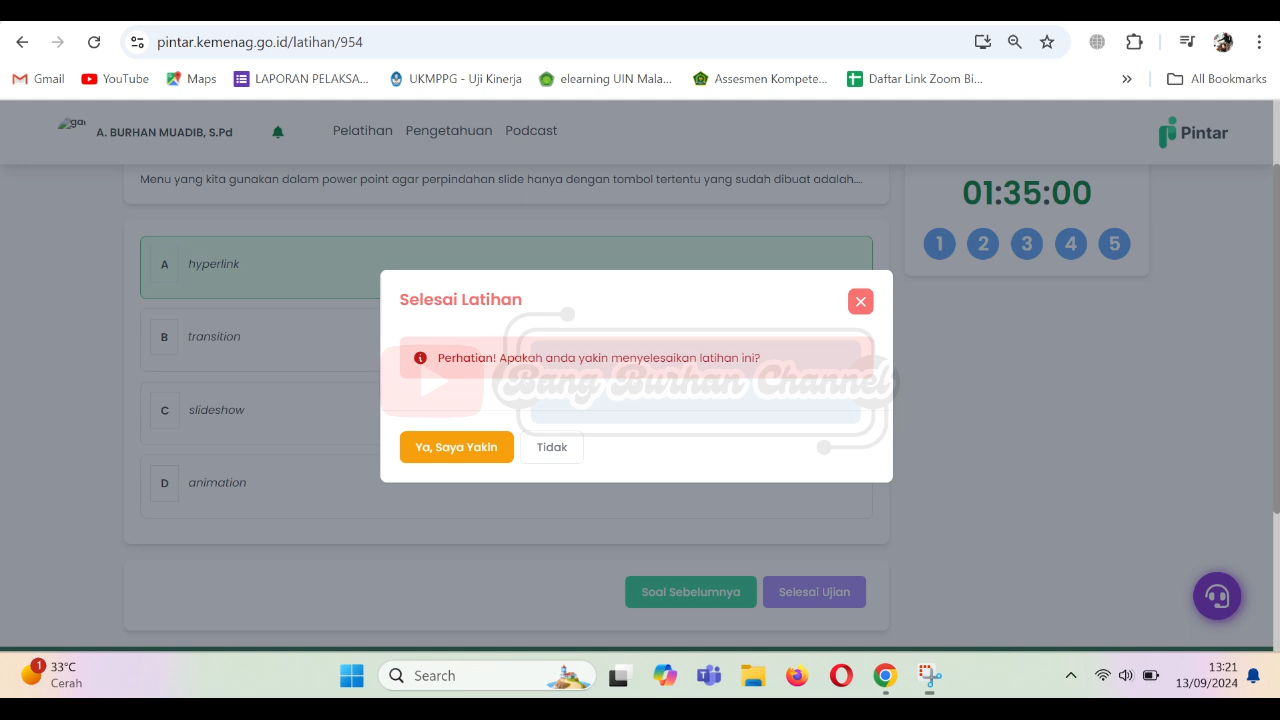 pintar.kemenag.go.id/latihan/954
Gmail YouTube Maps LAPORAN PELAKSA... UKMPPG - Uji Kinerja elearning UIN Mala... Assesmen Kompete... Daftar Link Zoom Bi... » All Bookmarks
gai A. BURHAN MUADIB, S.Pd Pelatihan Pengetahuan Podcast Pintar
Menu yang kita gunakan dalam power point agar perpindahan slide hanya dengan tombol tertentu yang sudah dibuat adalah....
01:35:00
1 2 3 4 5
A hyperlink
B transition
C slideshow
D animation
Selesai Latihan
Perhatian! Apakah anda yakin menyelesaikan latihan ini?
Bang Burhan Channel
Ya, Saya Yakin Tidak
Soal Sebelumnya Selesai Ujian
1 33°C
Cerah
Search
13:21
13/09/2024